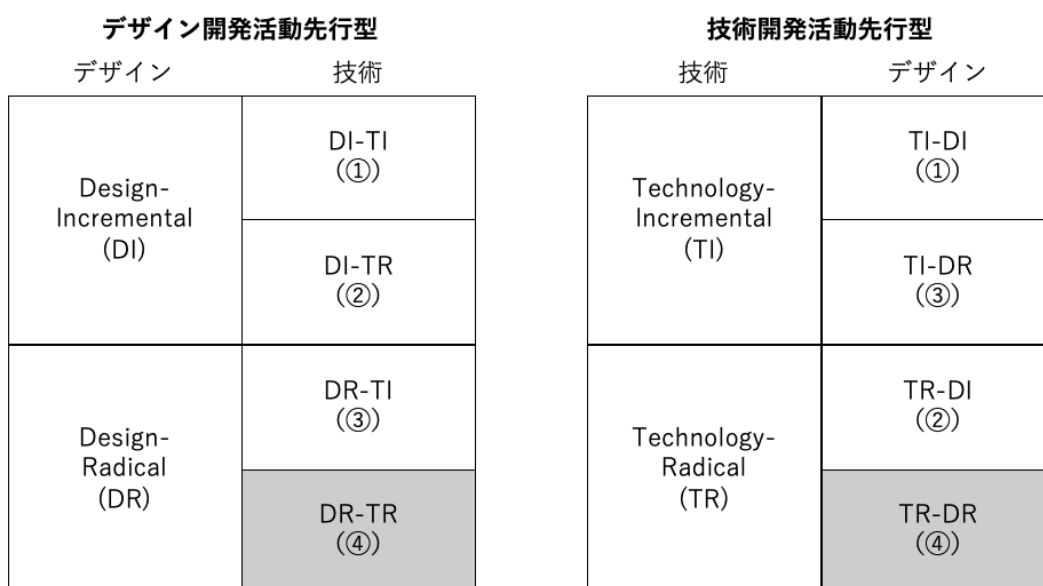 デザイン開発活動先行型
デザイン 技術
Design-
Incremental
(DI)
DI-TI
(①)
DI-TR
(②)
Design-
Radical
(DR)
DR-TI
(③)
DR-TR
(④)
技術開発活動先行型
技術 デザイン
Technology-
Incremental
(TI)
TI-DI
(①)
TI-DR
(③)
Technology-
Radical
(TR)
TR-DI
(②)
TR-DR
(④)